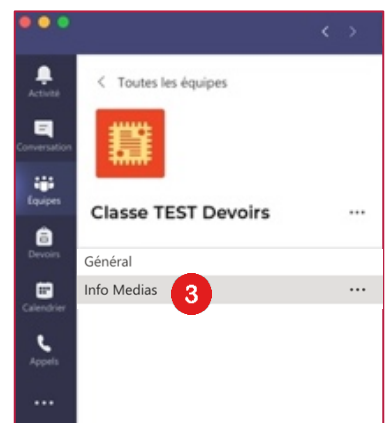 Toutes les équipes
Activité
Conversation
Équipes
Classe TEST Devoirs
Devoirs
Général
Info Medias
3
Calendrier
Appels